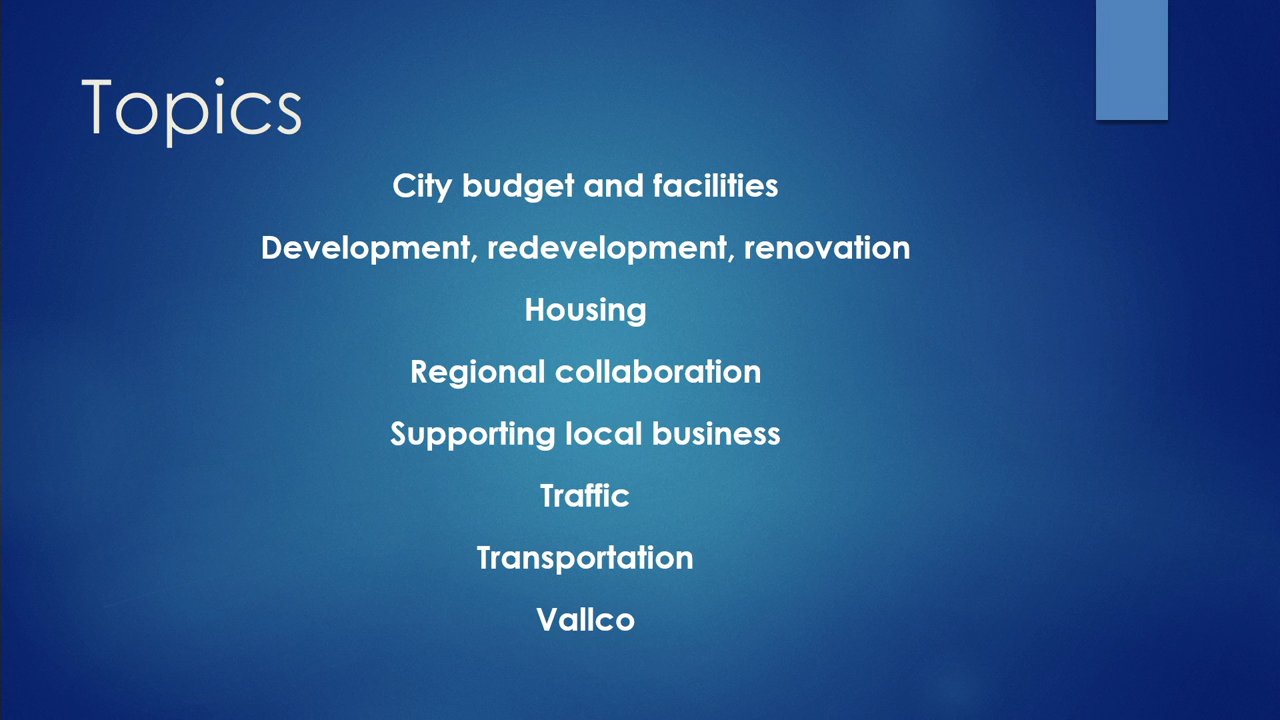 Topics
City budget and facilities
Development, redevelopment, renovation
Housing
Regional collaboration
Supporting local business
Traffic
Transportation
Vallco